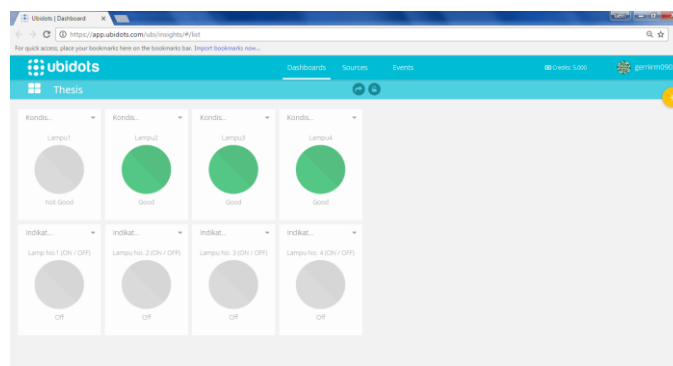 Ubidots | Dashboard
https://app.ubidots.com/ubi/insights/#/list
For quick access, place your bookmarks here on the bookmarks bar. Import bookmarks now...
ubidots
Dashboards Sources Events
Credits: 5,000
Thesis
Kondis... Kondis... Kondis... Kondis...
Lampu1 Lampu2 Lampu3 Lampu4
Not Good Good Good Good
Indikat... Indikat... Indikat... Indikat...
Lamp No.1 (ON / OFF) Lampu No. 2 (ON / OFF) Lampu No. 3 (ON / OFF) Lampu No. 4 (ON / OFF)
Off Off Off Off